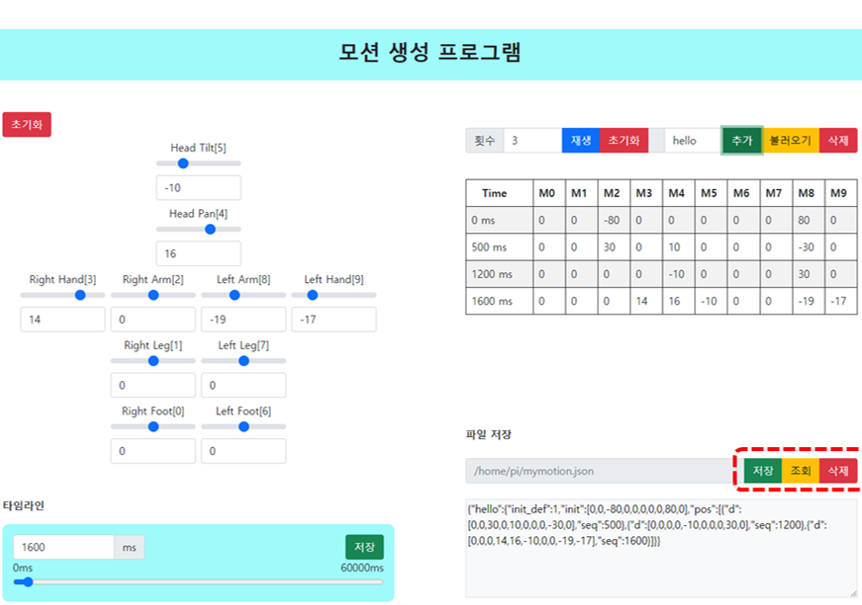 모션 생성 프로그램
초기화
Head Tilt[5]
-10
Head Pan[4]
16
Right Hand[3] Right Arm[2] Left Arm[8] Left Hand[9]
14 0 -19 -17
Right Leg[1] Left Leg[7]
0 0
Right Foot[0] Left Foot[6]
0 0
타임라인
1600 ms 저장
0ms 60000ms
횟수 3 재생 초기화 hello 추가 불러오기 삭제
Time M0 M1 M2 M3 M4 M5 M6 M7 M8 M9
0 ms 0 0 -80 0 0 0 0 0 80 0
500 ms 0 0 30 0 10 0 0 0 -30 0
1200 ms 0 0 0 0 -10 0 0 0 30 0
1600 ms 0 0 0 14 16 -10 0 0 -19 -17
파일 저장
/home/pi/mymotion.json 저장 조회 삭제
{"hello":{"init_def":1,"init":[0,0,-80,0,0,0,0,0,80,0],"pos":[{"d":
[0,0,30,0,10,0,0,0,-30,0],"seq":500},{"d":[0,0,0,0,-10,0,0,0,30,0],"seq":1200},{"d":
[0,0,0,14,16,-10,0,0,-19,-17],"seq":1600}]}}